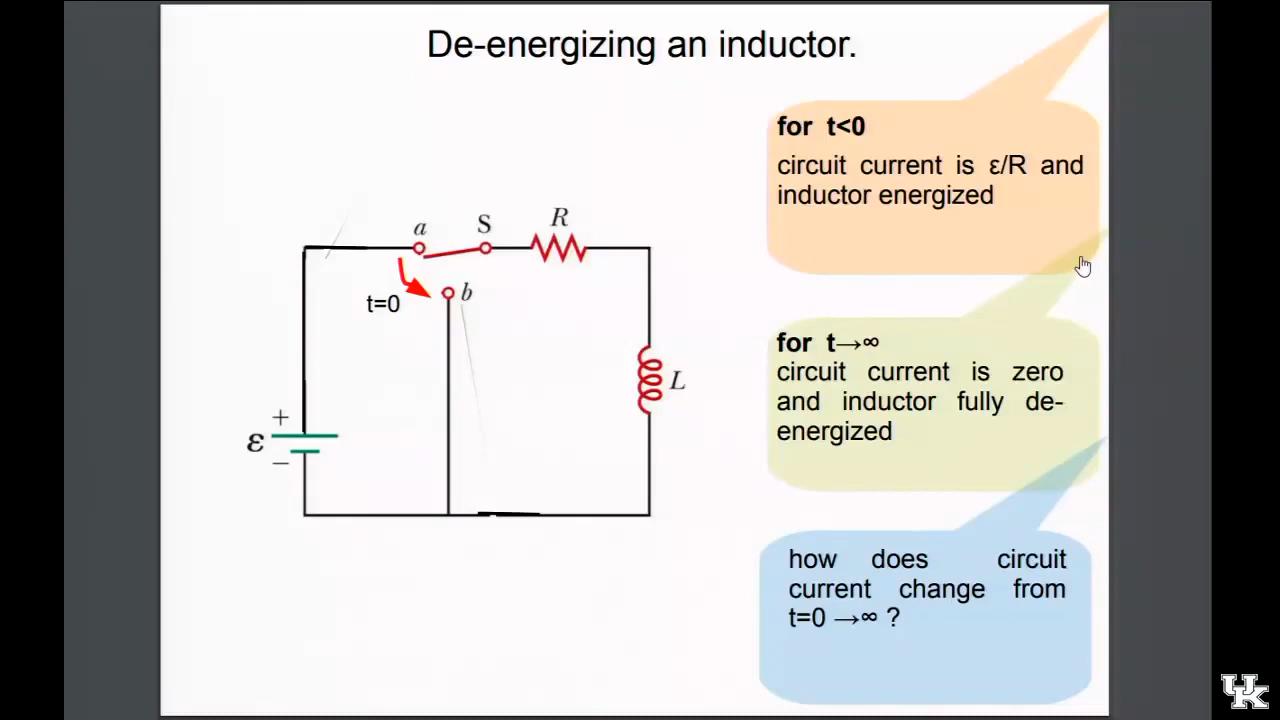 De-energizing an inductor.
for t<0
circuit current is ε/R and
inductor energized
a
S
R
t=0
b
L
+
ε
−
for t→∞
circuit current is zero
and inductor fully de-
energized
how does circuit
current change from
t=0 →∞ ?
UK